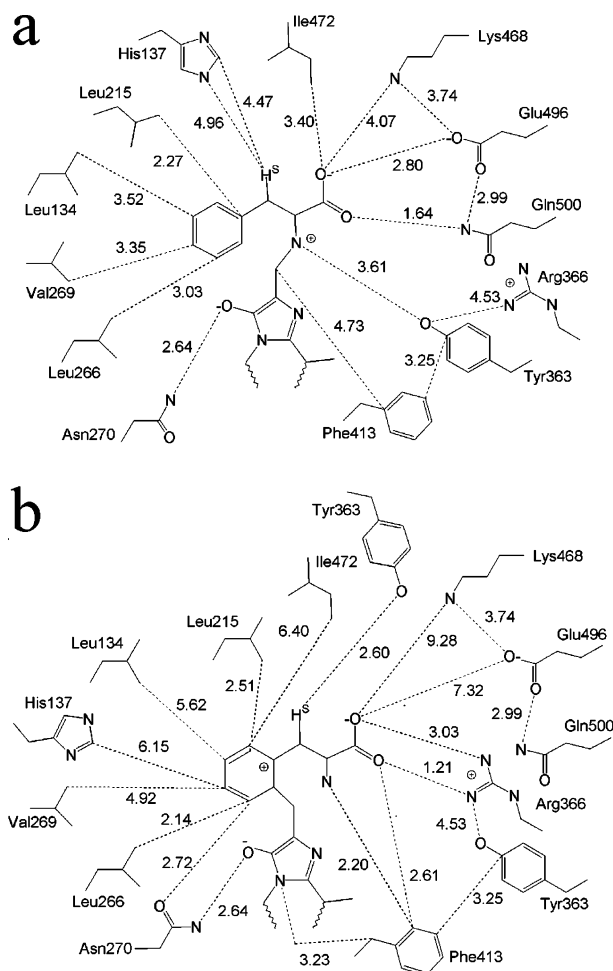 a
Ile472
His137
Lys468
Leu215
4.47
3.74
Glu496
4.96
3.40
4.07
O-
2.27
H^S
O-
2.80
O
Leu134
3.52
2.99
Gln500
O
1.64
N
O
3.35
N
⊕
Val269
3.61
Arg366
3.03
-O
4.73
O
4.53
N
2.64
3.25
Leu266
Tyr363
Asn270
Phe413
b
Tyr363
Ile472
Lys468
Leu215
6.40
3.74
Leu134
9.28
Glu496
2.51
2.60
O-
His137
5.62
H^S
-O
7.32
O
2.99
6.15
3.03
Gln500
4.92
1.21
Val269
Arg366
2.14
4.53
2.72
2.20
2.61
Leu266
2.64
3.25
Tyr363
Asn270
3.23
Phe413